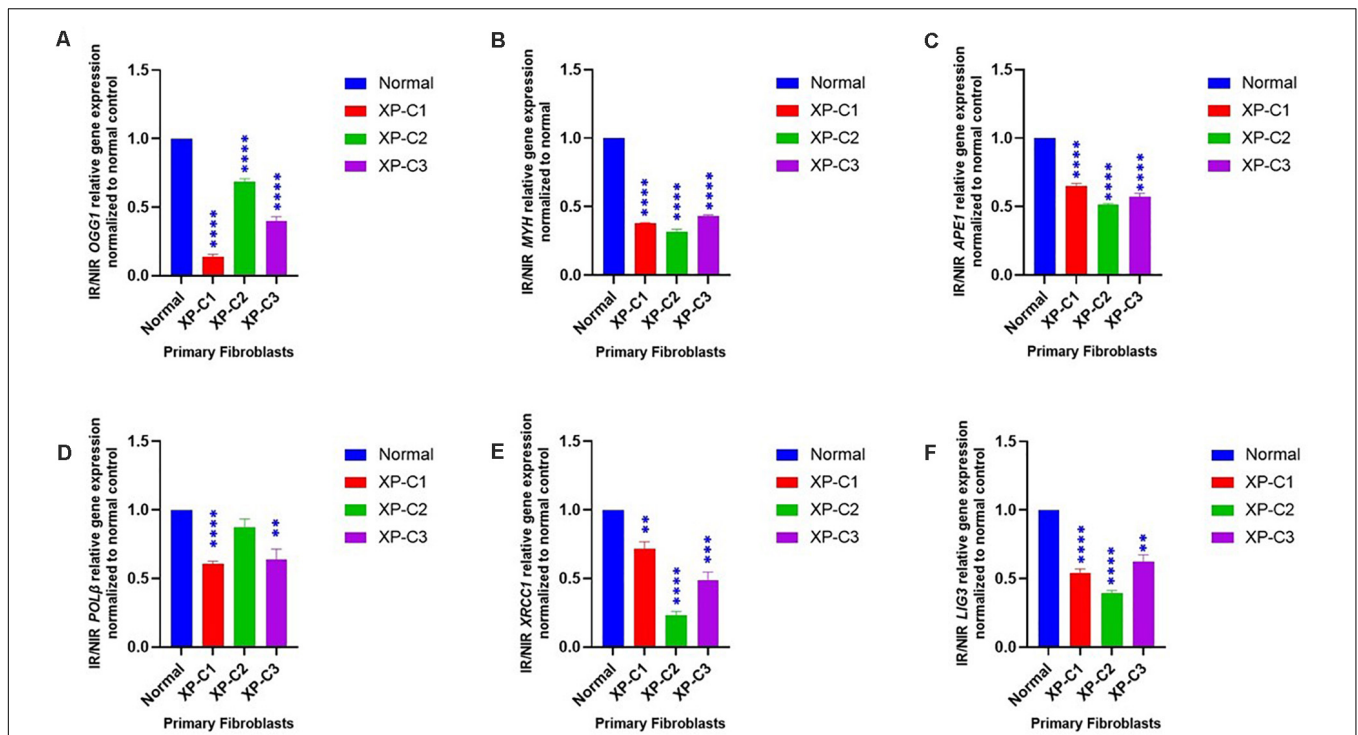 A
IR/NIR OGG1 relative gene expression
normalized to normal control
1.5
1.0
0.5
0.0
****
****
****
Normal
XP-C1
XP-C2
XP-C3
Primary Fibroblasts
Normal
XP-C1
XP-C2
XP-C3
B
IR/NIR MYH relative gene expression
normalized to normal
1.5
1.0
0.5
0.0
****
****
****
Normal
XP-C1
XP-C2
XP-C3
Primary Fibroblasts
Normal
XP-C1
XP-C2
XP-C3
C
IR/NIR APE1 relative gene expression
normalized to normal control
1.5
1.0
0.5
0.0
****
****
****
Normal
XP-C1
XP-C2
XP-C3
Primary Fibroblasts
Normal
XP-C1
XP-C2
XP-C3
D
IR/NIR POLβ relative gene expression
normalized to normal control
1.5
1.0
0.5
0.0
****
**
Normal
XP-C1
XP-C2
XP-C3
Primary Fibroblasts
Normal
XP-C1
XP-C2
XP-C3
E
IR/NIR XRCC1 relative gene expression
normalized to normal control
1.5
1.0
0.5
0.0
**
****
***
Normal
XP-C1
XP-C2
XP-C3
Primary Fibroblasts
Normal
XP-C1
XP-C2
XP-C3
F
IR/NIR LIG3 relative gene expression
normalized to normal control
1.5
1.0
0.5
0.0
****
****
**
Normal
XP-C1
XP-C2
XP-C3
Primary Fibroblasts
Normal
XP-C1
XP-C2
XP-C3